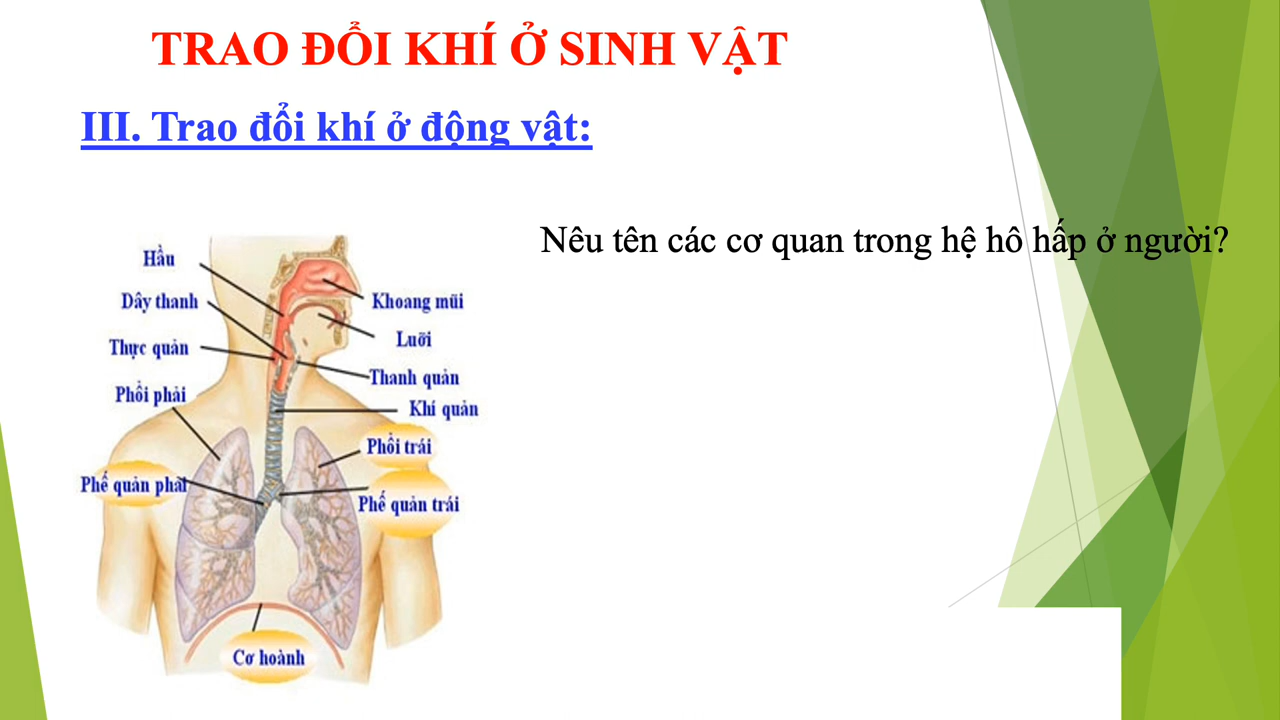 TRAO ĐỔI KHÍ Ở SINH VẬT
III. Trao đổi khí ở động vật:
Nêu tên các cơ quan trong hệ hô hấp ở người?
Hầu
Dây thanh
Thực quản
Phổi phải
Phế quản phải
Khoang mũi
Lưỡi
Thanh quản
Khí quản
Phổi trái
Phế quản trái
Cơ hoành